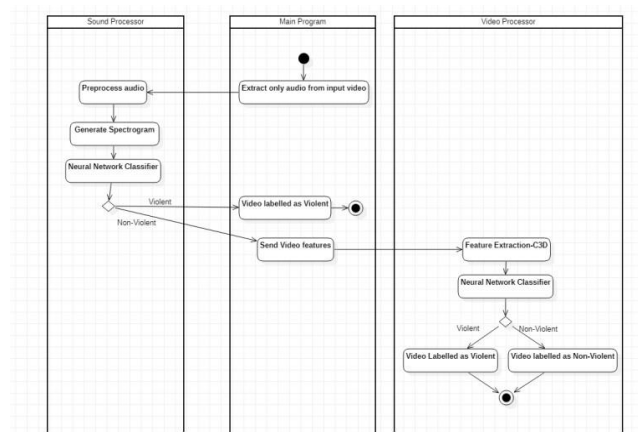 Sound Processor
Main Program
Video Processor
Extract only audio from input video
Preprocess audio
Generate Spectrogram
Neural Network Classifier
Violent
Non-Violent
Video labelled as Violent
Send Video features
Feature Extraction-C3D
Neural Network Classifier
Violent
Non-Violent
Video Labelled as Violent
Video labelled as Non-Violent